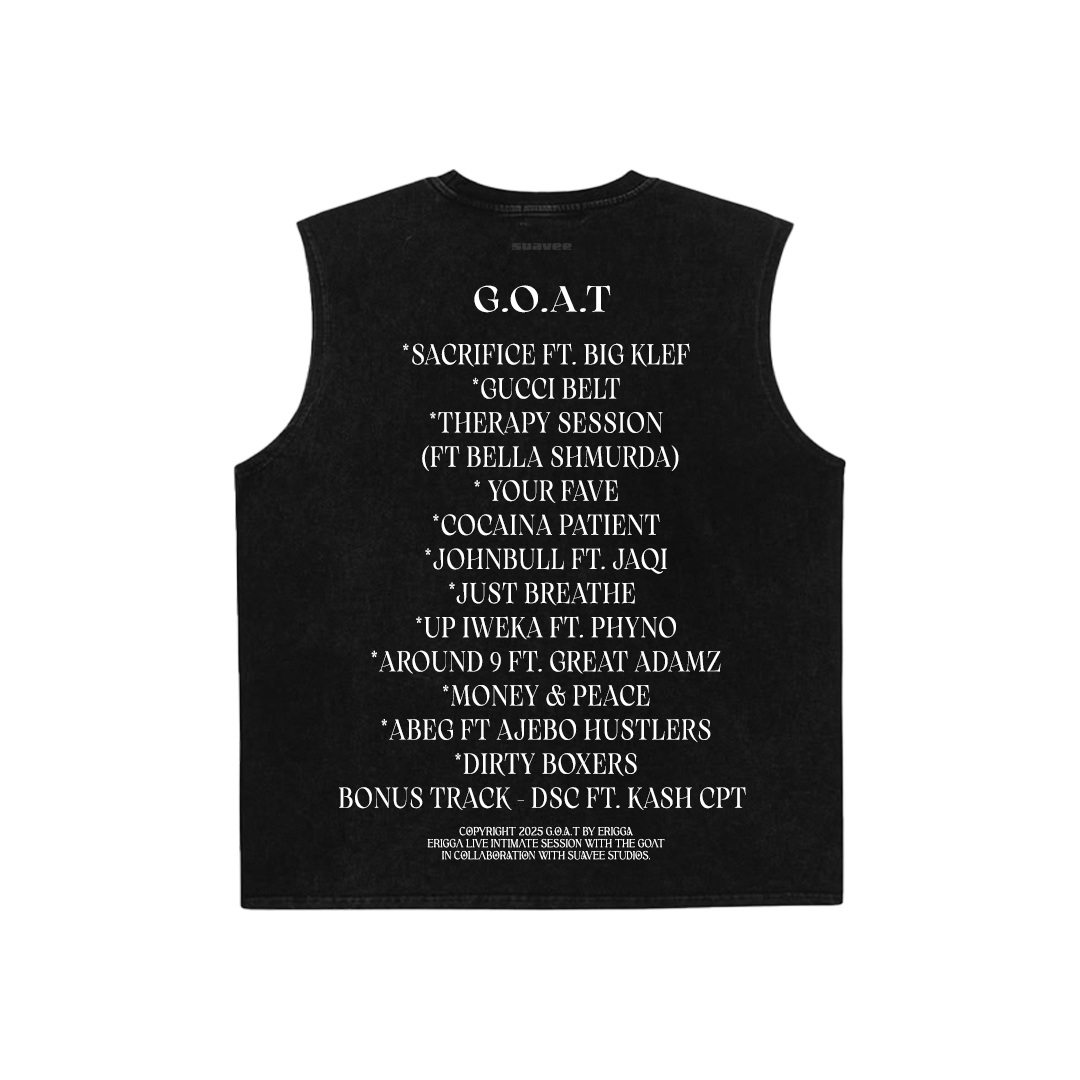 suavee
G.O.A.T
*SACRIFICE FT. BIG KLEF
*GUCCI BELT
*THERAPY SESSION
(FT BELLA SHMURDA)
* YOUR FAVE
*COCAINA PATIENT
*JOHNBULL FT. JAQI
*JUST BREATHE
*UP IWEKA FT. PHYNO
*AROUND 9 FT. GREAT ADAMZ
*MONEY & PEACE
*ABEG FT AJEBO HUSTLERS
*DIRTY BOXERS
BONUS TRACK - DSC FT. KASH CPT
COPYRIGHT 2025 G.O.A.T BY ERIGGA
ERIGGA LIVE INTIMATE SESSION WITH THE GOAT
IN COLLABORATION WITH SUAVEE STUDIOS.